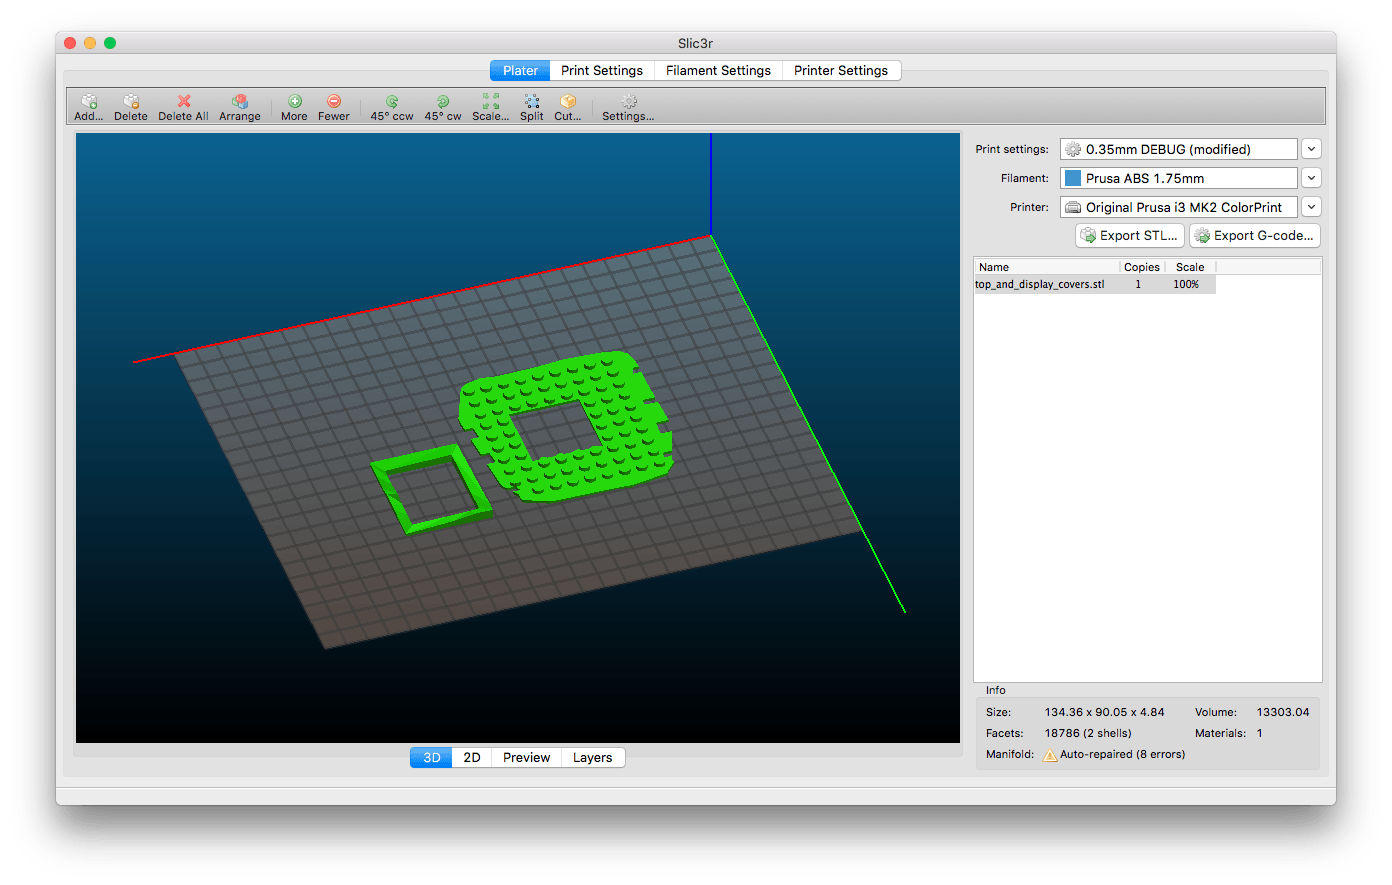 Slic3r
Plater Print Settings Filament Settings Printer Settings
Add... Delete Delete All Arrange More Fewer 45° ccw 45° cw Scale... Split Cut... Settings...
Print settings: 0.35mm DEBUG (modified)
Filament: Prusa ABS 1.75mm
Printer: Original Prusa i3 MK2 ColorPrint
Export STL... Export G-code...
Name Copies Scale
top_and_display_covers.stl 1 100%
Info
Size: 134.36 x 90.05 x 4.84 Volume: 13303.04
Facets: 18786 (2 shells) Materials: 1
Manifold: Auto-repaired (8 errors)
3D 2D Preview Layers